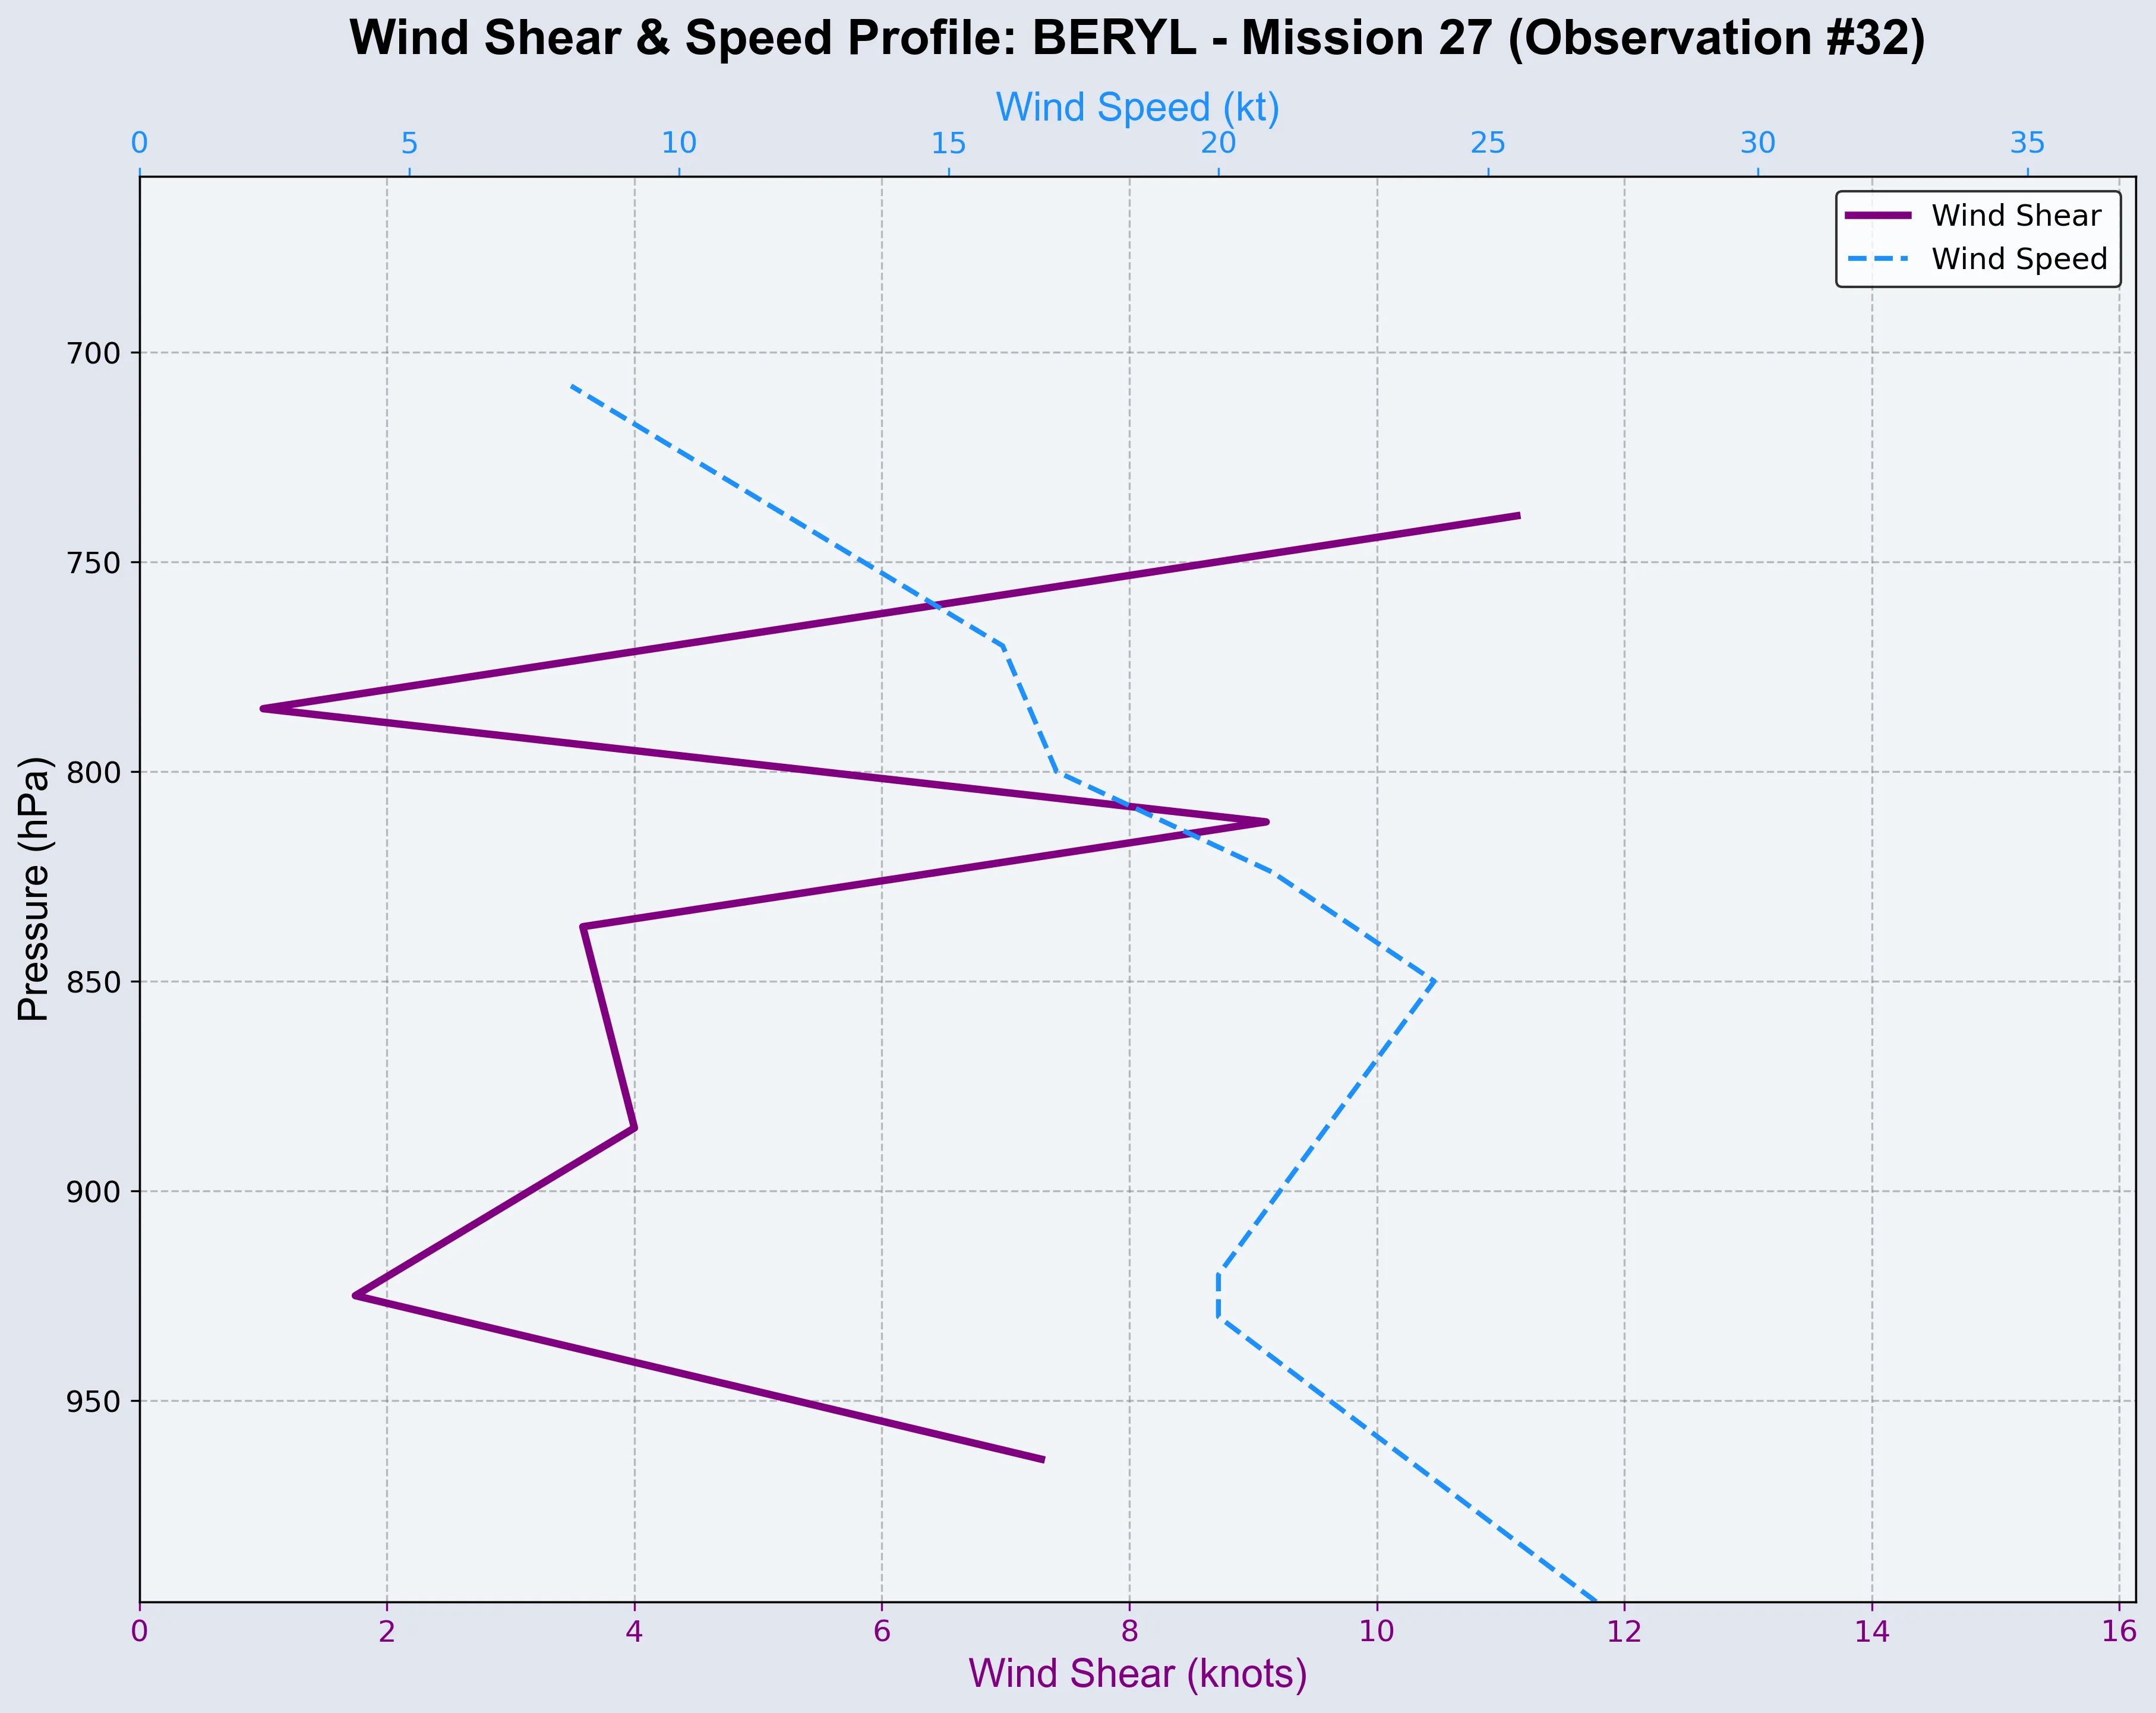 Wind Shear & Speed Profile: BERYL - Mission 27 (Observation #32)
Wind Speed (kt)
0 5 10 15 20 25 30 35
Wind Shear
Wind Speed
Pressure (hPa)
700
750
800
850
900
950
0 2 4 6 8 10 12 14 16
Wind Shear (knots)